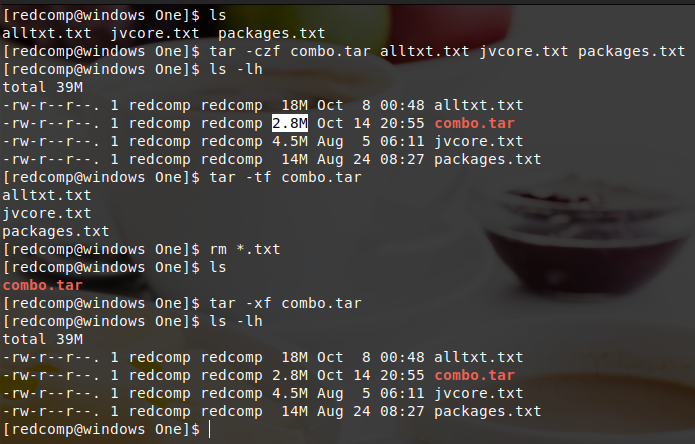 [redcomp@windows One]$ ls
alltxt.txt  jvcore.txt  packages.txt
[redcomp@windows One]$ tar -czf combo.tar alltxt.txt jvcore.txt packages.txt
[redcomp@windows One]$ ls -lh
total 39M
-rw-r--r--. 1 redcomp redcomp  18M Oct  8 00:48 alltxt.txt
-rw-r--r--. 1 redcomp redcomp 2.8M Oct 14 20:55 combo.tar
-rw-r--r--. 1 redcomp redcomp 4.5M Aug  5 06:11 jvcore.txt
-rw-r--r--. 1 redcomp redcomp  14M Aug 24 08:27 packages.txt
[redcomp@windows One]$ tar -tf combo.tar
alltxt.txt
jvcore.txt
packages.txt
[redcomp@windows One]$ rm *.txt
[redcomp@windows One]$ ls
combo.tar
[redcomp@windows One]$ tar -xf combo.tar
[redcomp@windows One]$ ls -lh
total 39M
-rw-r--r--. 1 redcomp redcomp  18M Oct  8 00:48 alltxt.txt
-rw-r--r--. 1 redcomp redcomp 2.8M Oct 14 20:55 combo.tar
-rw-r--r--. 1 redcomp redcomp 4.5M Aug  5 06:11 jvcore.txt
-rw-r--r--. 1 redcomp redcomp  14M Aug 24 08:27 packages.txt
[redcomp@windows One]$